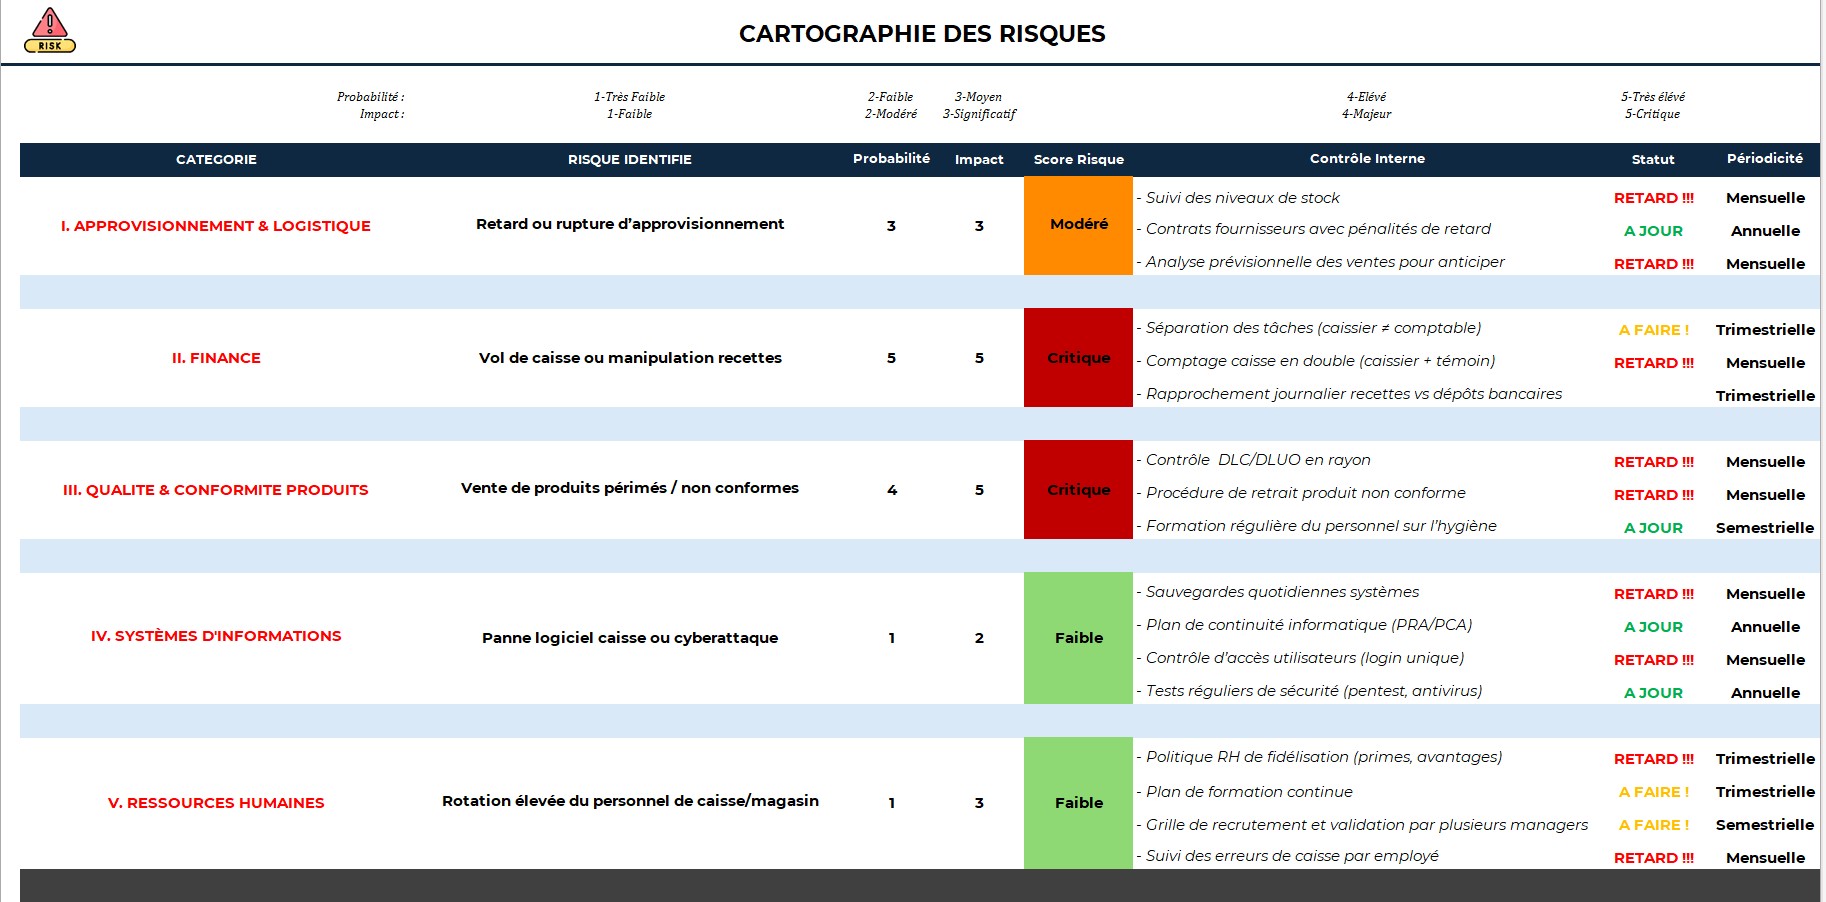 RISK
CARTOGRAPHIE DES RISQUES
Probabilité : 1-Très Faible 2-Faible 3-Moyen 4-Elévé 5-Très élévé
Impact : 1-Faible 2-Modéré 3-Significatif 4-Majeur 5-Critique
CATEGORIE RISQUE IDENTIFIE Probabilité Impact Score Risque Contrôle Interne Statut Périodicité
I. APPROVISIONNEMENT & LOGISTIQUE Retard ou rupture d’approvisionnement 3 3 Modéré
- Suivi des niveaux de stock RETARD !!! Mensuelle
- Contrats fournisseurs avec pénalités de retard A JOUR Annuelle
- Analyse prévisionnelle des ventes pour anticiper RETARD !!! Mensuelle
II. FINANCE Vol de caisse ou manipulation recettes 5 5 Critique
- Séparation des tâches (caissier ≠ comptable) A FAIRE ! Trimestrielle
- Comptage caisse en double (caissier + témoin) RETARD !!! Mensuelle
- Rapprochement journalier recettes vs dépôts bancaires Trimestrielle
III. QUALITE & CONFORMITE PRODUITS Vente de produits périmés / non conformes 4 5 Critique
- Contrôle  DLC/DLUO en rayon RETARD !!! Mensuelle
- Procédure de retrait produit non conforme RETARD !!! Mensuelle
- Formation régulière du personnel sur l’hygiène A JOUR Semestrielle
IV. SYSTÈMES D'INFORMATIONS Panne logiciel caisse ou cyberattaque 1 2 Faible
- Sauvegardes quotidiennes systèmes RETARD !!! Mensuelle
- Plan de continuité informatique (PRA/PCA) A JOUR Annuelle
- Contrôle d’accès utilisateurs (login unique) RETARD !!! Mensuelle
- Tests réguliers de sécurité (pentest, antivirus) A JOUR Annuelle
V. RESSOURCES HUMAINES Rotation élevée du personnel de caisse/magasin 1 3 Faible
- Politique RH de fidélisation (primes, avantages) RETARD !!! Trimestrielle
- Plan de formation continue A FAIRE ! Trimestrielle
- Grille de recrutement et validation par plusieurs managers A FAIRE ! Semestrielle
- Suivi des erreurs de caisse par employé RETARD !!! Mensuelle